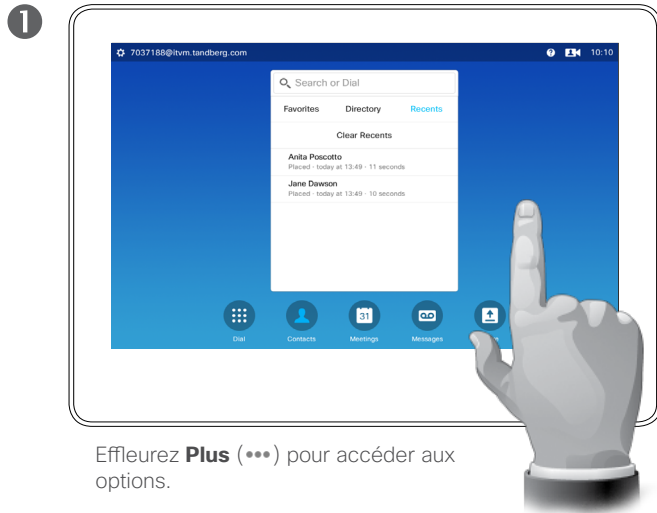 1
7037188@itvm.tandberg.com
10:10
Search or Dial
Favorites Directory Recents
Clear Recents
Anita Poscotto
Placed · today at 13:49 · 11 seconds
Jane Dawson
Placed · today at 13:49 · 10 seconds
31
Dial Contacts Meetings Messages
Effleurez Plus (•••) pour accéder aux
options.